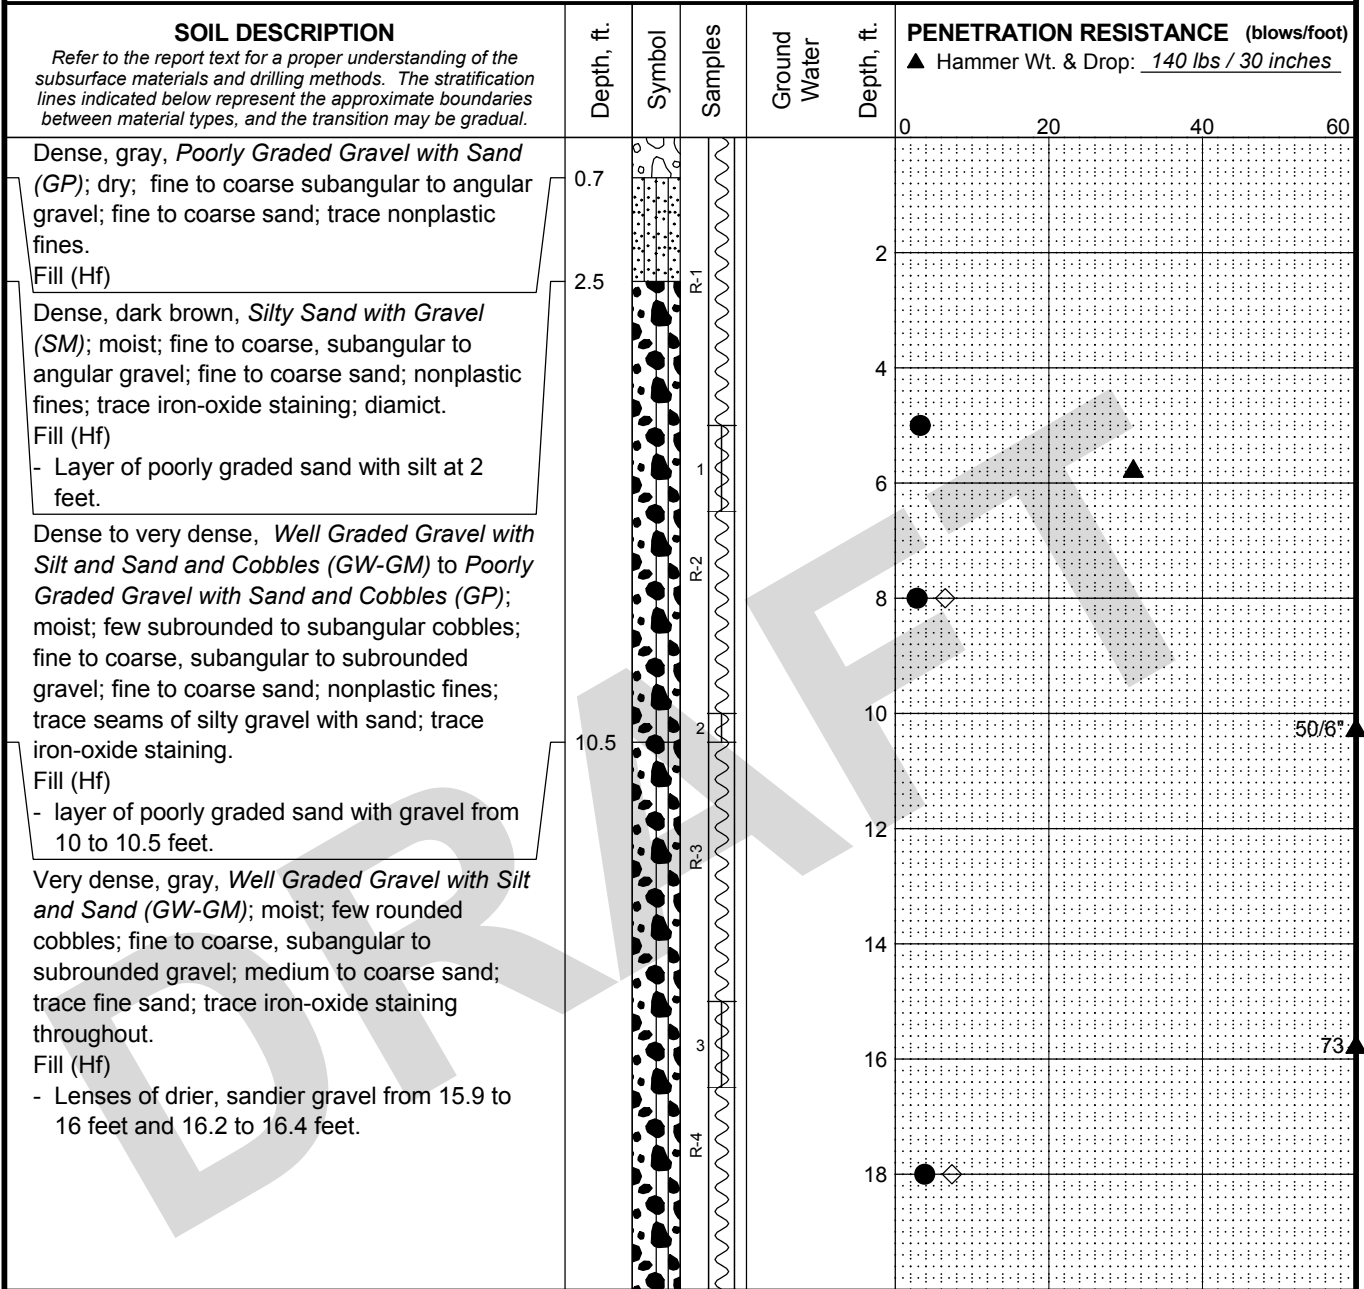 SOIL DESCRIPTION
Refer to the report text for a proper understanding of the
subsurface materials and drilling methods. The stratification
lines indicated below represent the approximate boundaries
between material types, and the transition may be gradual.
Depth, ft.
Symbol
Samples
Ground
Water
Depth, ft.
PENETRATION RESISTANCE (blows/foot)
▲ Hammer Wt. & Drop: 140 lbs / 30 inches
0 20 40 60
Dense, gray, Poorly Graded Gravel with Sand
(GP); dry; fine to coarse subangular to angular
gravel; fine to coarse sand; trace nonplastic
fines.
Fill (Hf)
Dense, dark brown, Silty Sand with Gravel
(SM); moist; fine to coarse, subangular to
angular gravel; fine to coarse sand; nonplastic
fines; trace iron-oxide staining; diamict.
Fill (Hf)
- Layer of poorly graded sand with silt at 2
feet.
Dense to very dense, Well Graded Gravel with
Silt and Sand and Cobbles (GW-GM) to Poorly
Graded Gravel with Sand and Cobbles (GP);
moist; few subrounded to subangular cobbles;
fine to coarse, subangular to subrounded
gravel; fine to coarse sand; nonplastic fines;
trace seams of silty gravel with sand; trace
iron-oxide staining.
Fill (Hf)
- layer of poorly graded sand with gravel from
10 to 10.5 feet.
Very dense, gray, Well Graded Gravel with Silt
and Sand (GW-GM); moist; few rounded
cobbles; fine to coarse, subangular to
subrounded gravel; medium to coarse sand;
trace fine sand; trace iron-oxide staining
throughout.
Fill (Hf)
- Lenses of drier, sandier gravel from 15.9 to
16 feet and 16.2 to 16.4 feet.
0.7
2.5
10.5
R-1
1
R-2
2
R-3
3
R-4
2
4
6
8
10
12
14
16
18
50/6"
73
DRAFT